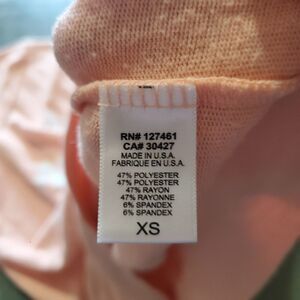 RN# 127461
CA# 30427
MADE IN U.S.A.
FABRIQUE EN U.S.A.
47% POLYESTER
47% POLYESTER
47% RAYON
47% RAYONNE
6% SPANDEX
6% SPANDEX
XS